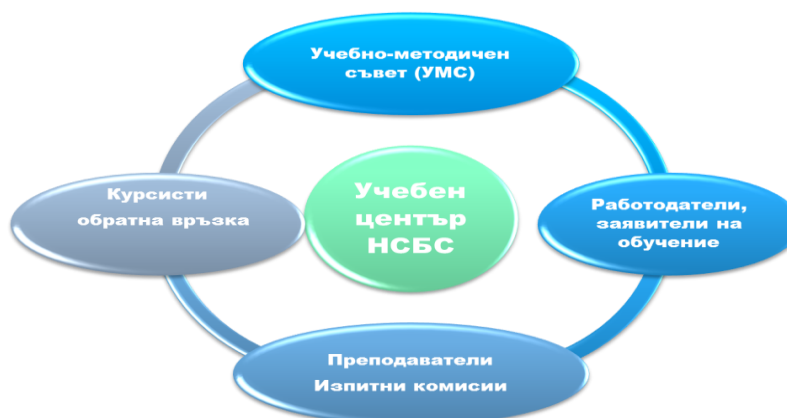 Учебно-методичен
съвет (УМС)
Курсисти
обратна връзка
Учебен
център
НСБС
Работодатели,
заявители на
обучение
Преподаватели
Изпитни комисии